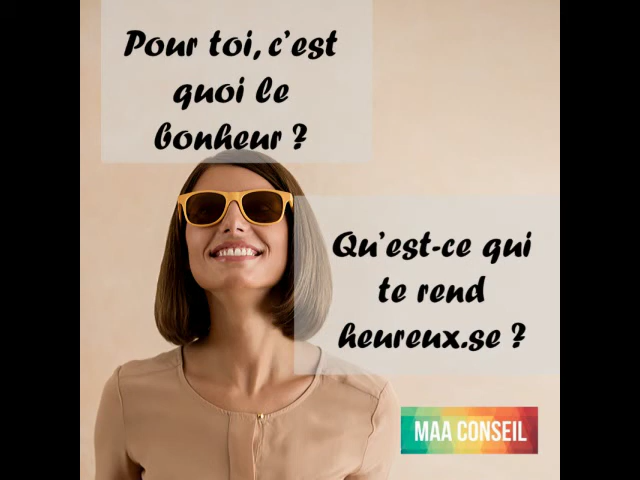 Pour toi, c'est
quoi le
bonheur ?
Qu'est-ce qui
te rend
heureux.se ?
MAA CONSEIL